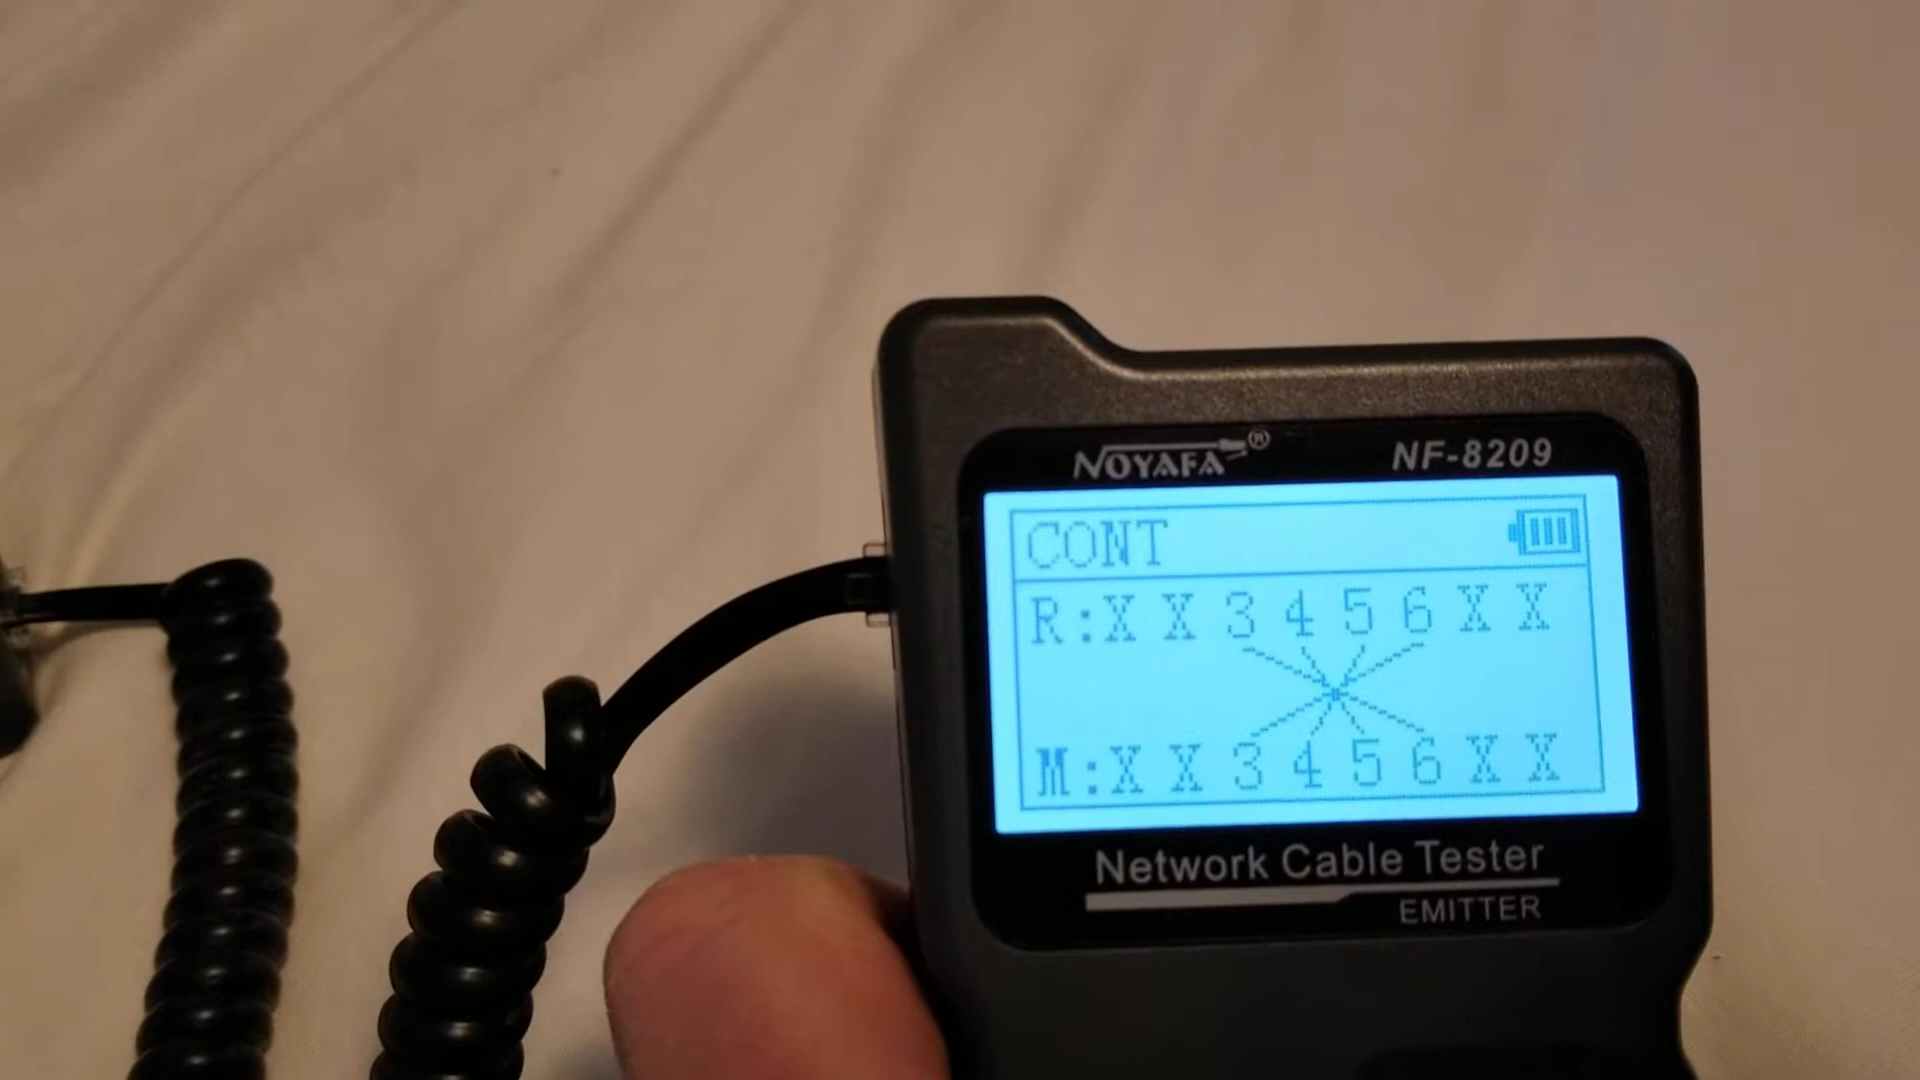 NOYAFA® NF-8209
CONT
R:X X 3 4 5 6 X X
M:X X 3 4 5 6 X X
Network Cable Tester
EMITTER